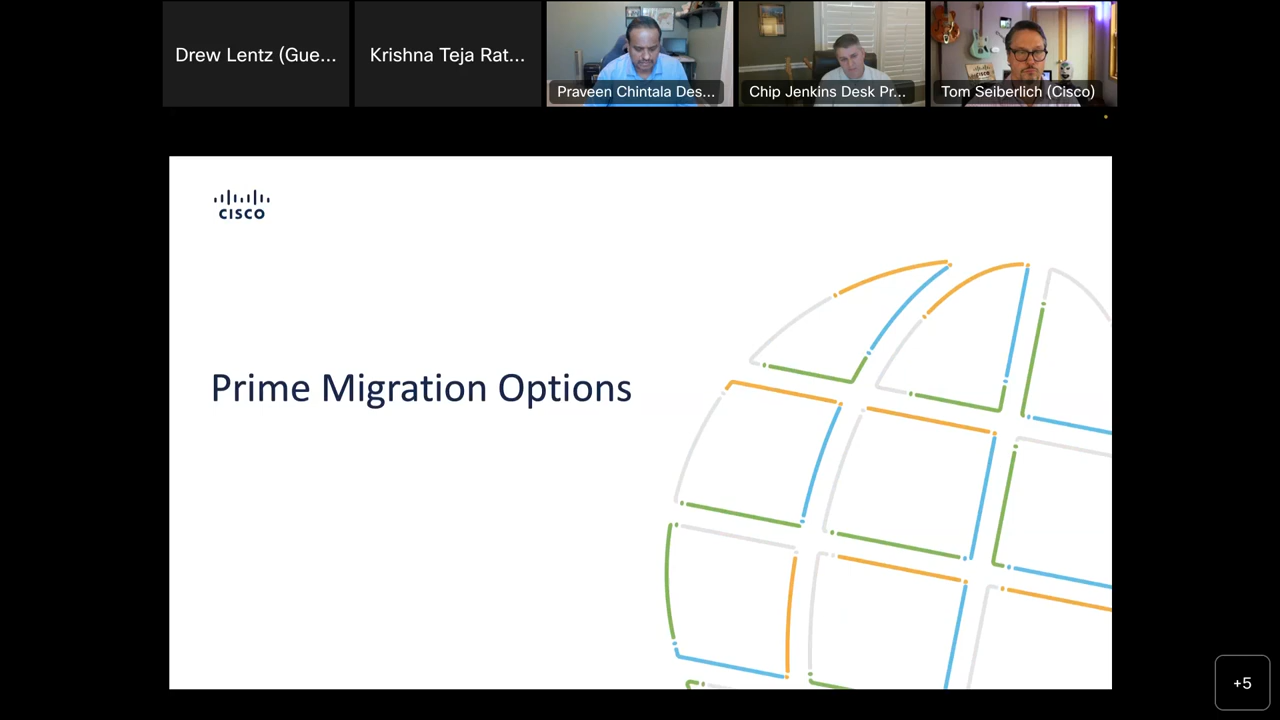 Drew Lentz (Gue...
Krishna Teja Rat...
Praveen Chintala Des...
Chip Jenkins Desk Pr...
Tom Seiberlich (Cisco)
CISCO
Prime Migration Options
+5